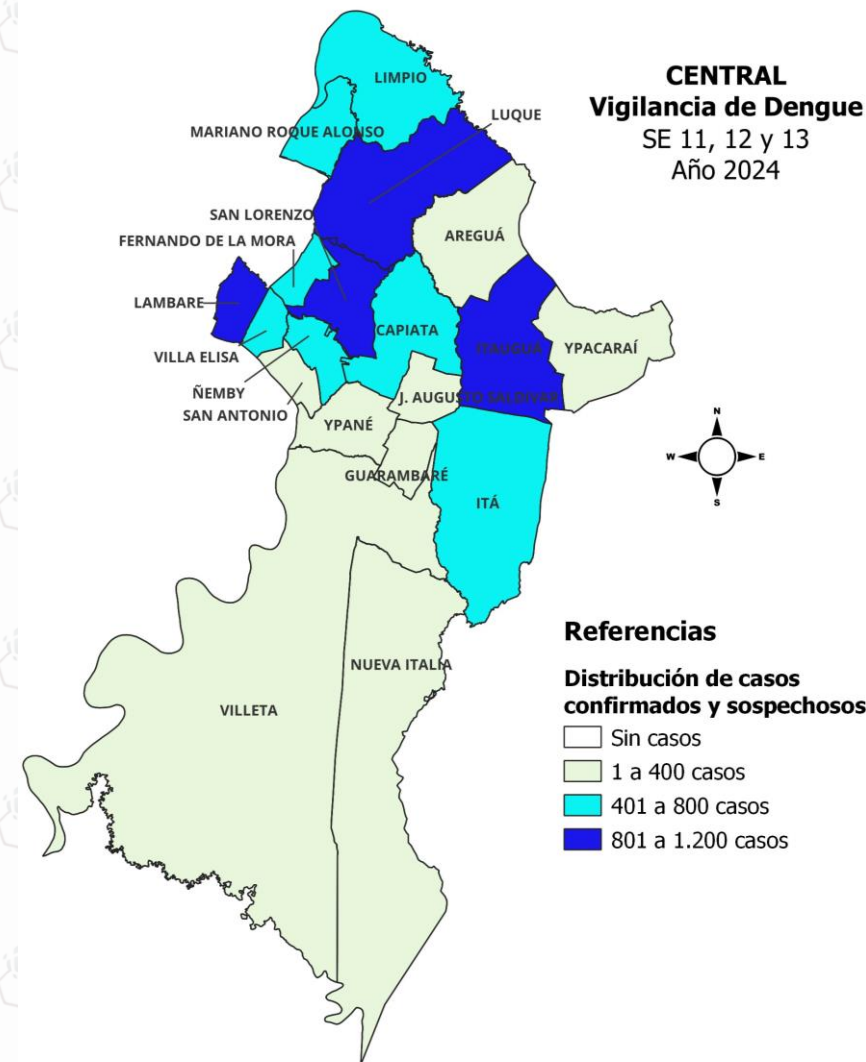 CENTRAL
Vigilancia de Dengue
SE 11, 12 y 13
Año 2024
LIMPIO
LUQUE
MARIANO ROQUE ALONSO
SAN LORENZO
FERNANDO DE LA MORA
AREGUÁ
LAMBARE
CAPIATA
ITAUGUA
YPACARAÍ
VILLA ELISA
ÑEMBY
SAN ANTONIO
J. AUGUSTO SALDIVAR
YPANÉ
GUARAMBARÉ
ITÁ
N
W
E
S
NUEVA ITALIA
VILLETA
Referencias
Distribución de casos
confirmados y sospechosos
Sin casos
1 a 400 casos
401 a 800 casos
801 a 1.200 casos